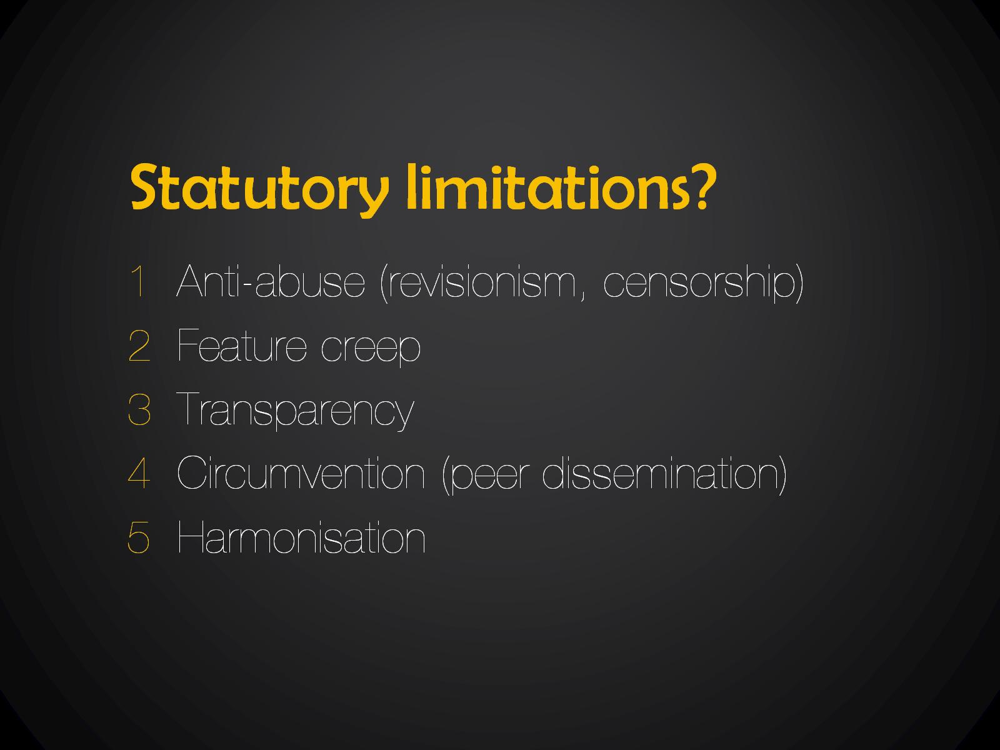 Statutory limitations?
1 Anti-abuse (revisionism, censorship)
2 Feature creep
3 Transparency
4 Circumvention (peer dissemination)
5 Harmonisation